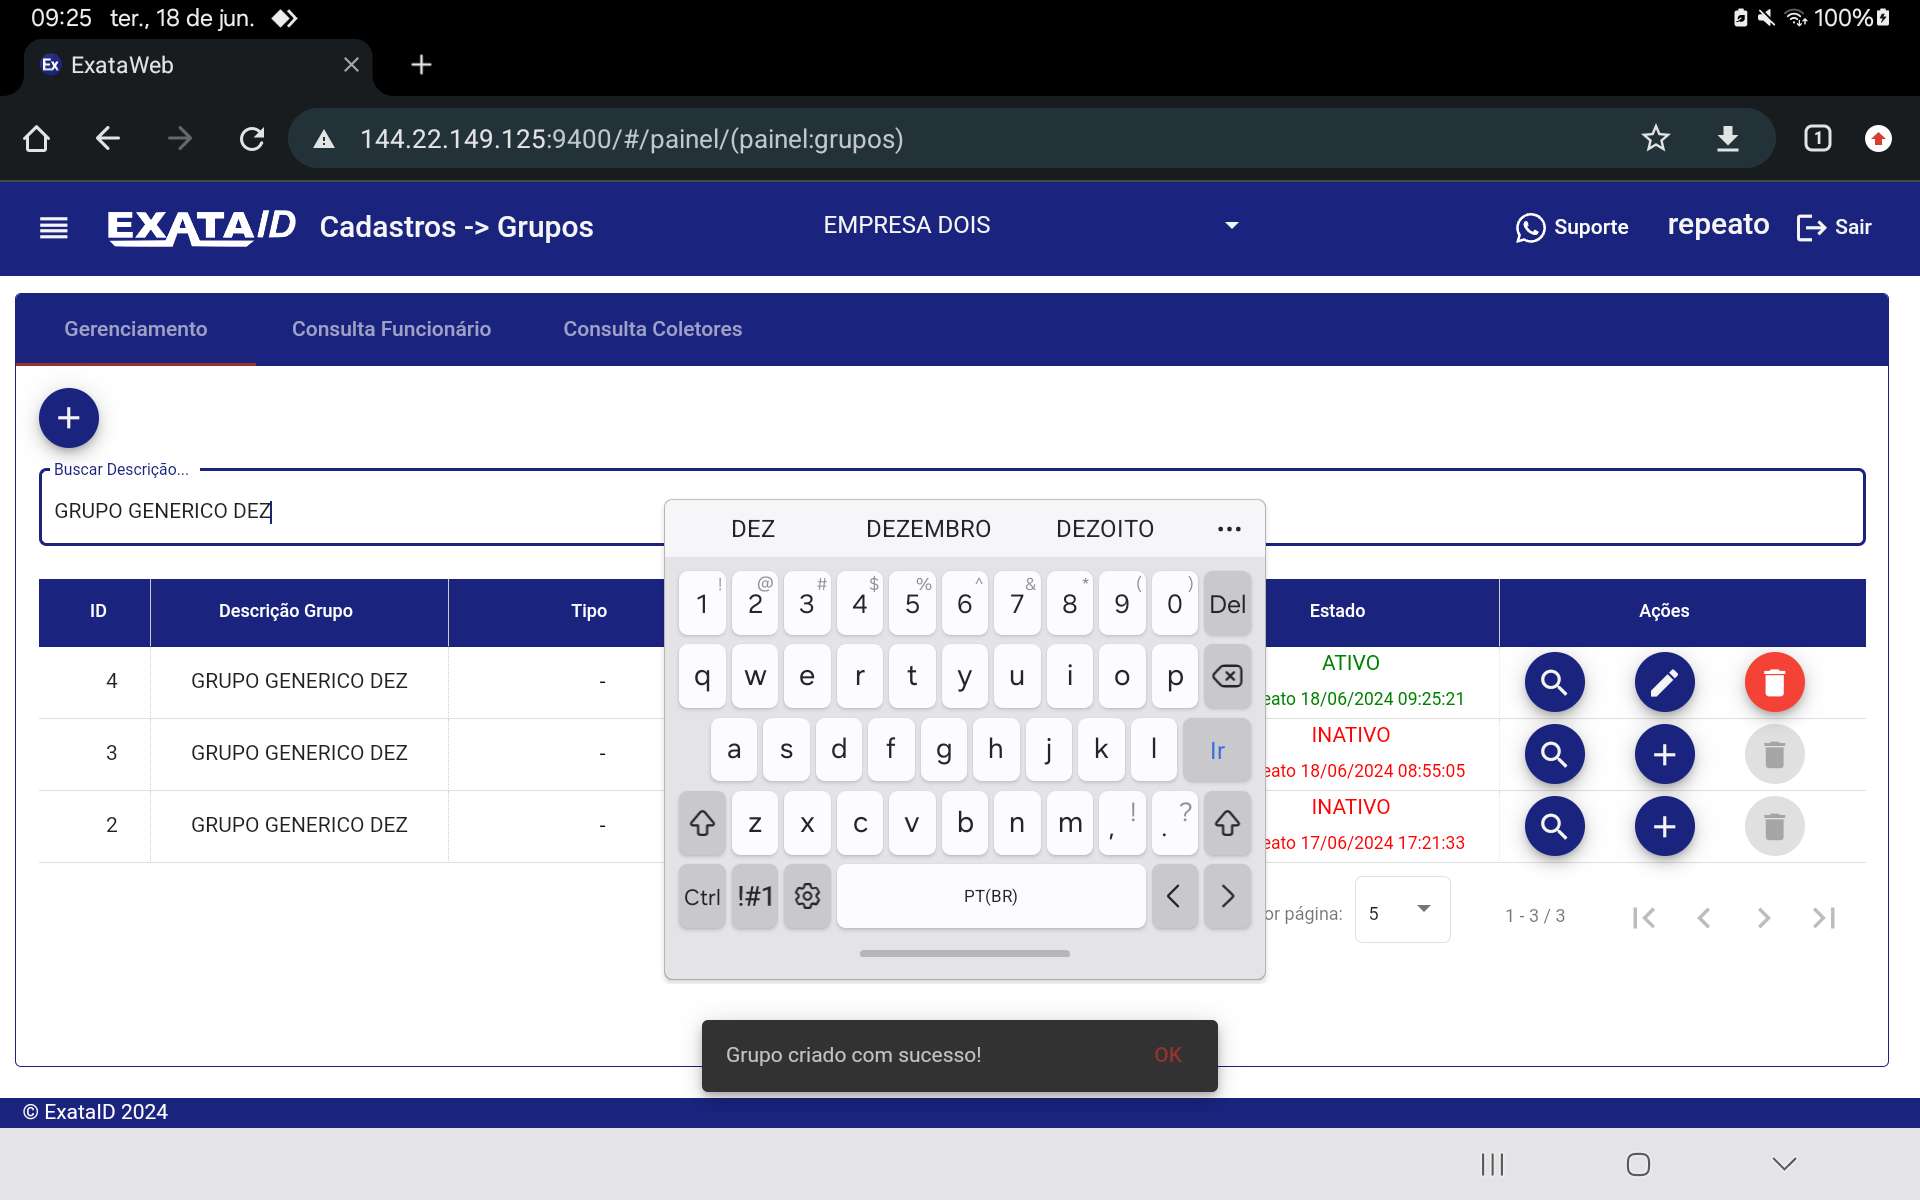 09:25 ter., 18 de jun.
100%
Ex ExataWeb
144.22.149.125:9400/#/painel/(painel:grupos)
1
EXATAID Cadastros -> Grupos
EMPRESA DOIS
Suporte
repeato
Sair
Gerenciamento
Consulta Funcionário
Consulta Coletores
Buscar Descrição...
GRUPO GENERICO DEZ
ID Descrição Grupo Tipo Estado Ações
4 GRUPO GENERICO DEZ - ATIVO
eato 18/06/2024 09:25:21
3 GRUPO GENERICO DEZ - INATIVO
eato 18/06/2024 08:55:05
2 GRUPO GENERICO DEZ - INATIVO
eato 17/06/2024 17:21:33
or página: 5 1 - 3 / 3
DEZ DEZEMBRO DEZOITO
! @ # $ % ^ & * ( )
1 2 3 4 5 6 7 8 9 0 Del
q w e r t y u i o p
a s d f g h j k l Ir
z x c v b n m , ! . ?
Ctrl !#1 PT(BR)
Grupo criado com sucesso! OK
© ExataID 2024